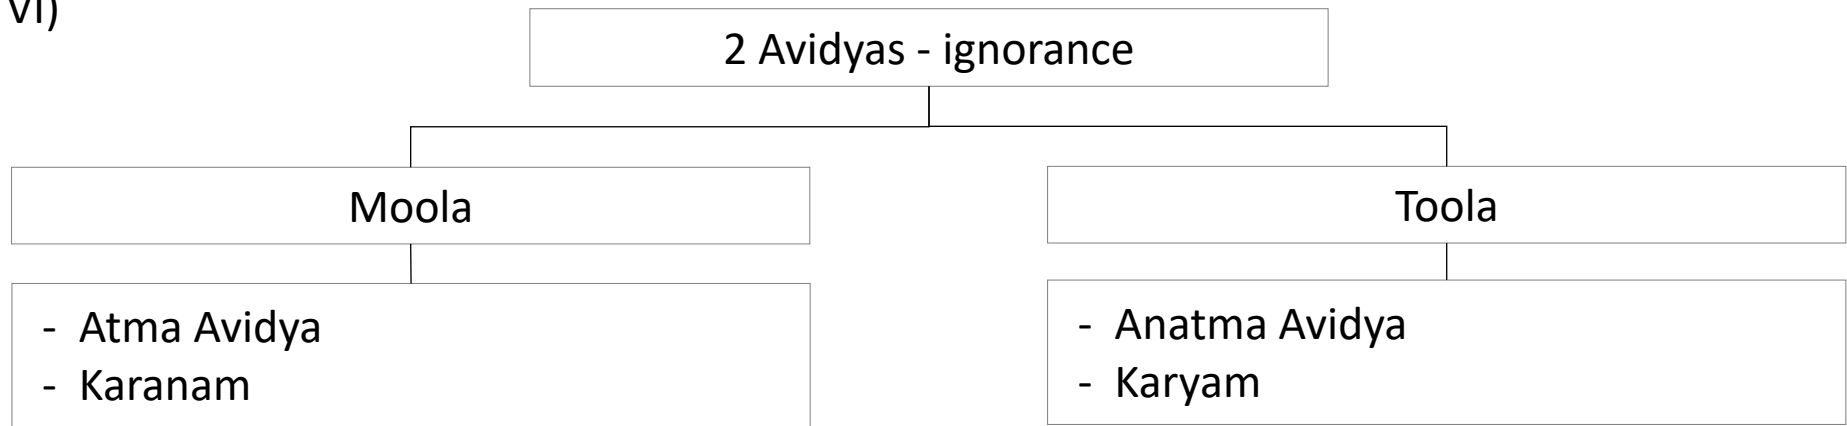 VI)
2 Avidyas - ignorance
Moola
Toola
- Atma Avidya
- Karanam
- Anatma Avidya
- Karyam